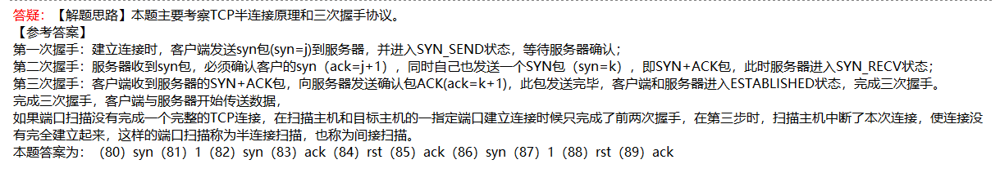 答疑：【解题思路】本题主要考察TCP半连接原理和三次握手协议。
【参考答案】
第一次握手：建立连接时，客户端发送syn包(syn=j)到服务器，并进入SYN_SEND状态，等待服务器确认；
第二次握手：服务器收到syn包，必须确认客户的syn（ack=j+1），同时自己也发送一个SYN包（syn=k），即SYN+ACK包，此时服务器进入SYN_RECV状态；
第三次握手：客户端收到服务器的SYN+ACK包，向服务器发送确认包ACK(ack=k+1)，此包发送完毕，客户端和服务器进入ESTABLISHED状态，完成三次握手。
完成三次握手，客户端与服务器开始传送数据，
如果端口扫描没有完成一个完整的TCP连接，在扫描主机和目标主机的一指定端口建立连接时候只完成了前两次握手，在第三步时，扫描主机中断了本次连接，使连接没
有完全建立起来，这样的端口扫描称为半连接扫描，也称为间接扫描。
本题答案为：（80）syn（81）1（82）syn（83）ack（84）rst（85）ack（86）syn（87）1（88）rst（89）ack